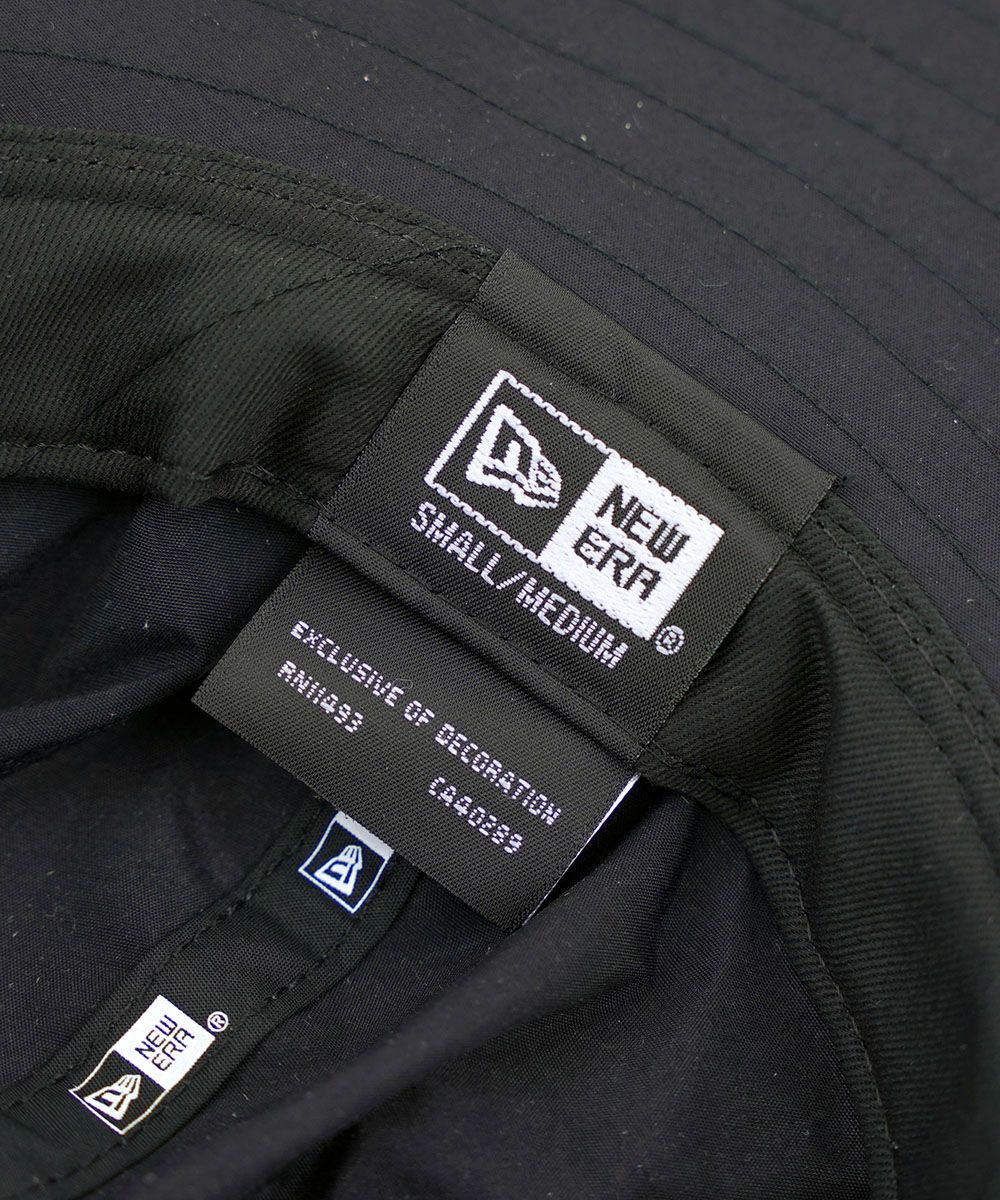 NEW
ERA
®
SMALL/MEDIUM
EXCLUSIVE OF DECORATION
RN11493
CA40289
NEW
ERA
®